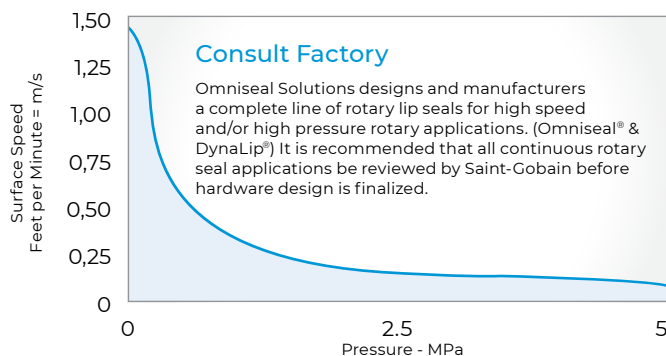 1,50
1,25
1,00
0,75
0,50
0,25
0
Surface Speed
Feet per Minute = m/s
Consult Factory
Omniseal Solutions designs and manufacturers
a complete line of rotary lip seals for high speed
and/or high pressure rotary applications. (Omniseal® &
DynaLip®) It is recommended that all continuous rotary
seal applications be reviewed by Saint-Gobain before
hardware design is finalized.
0 2.5 5
Pressure - MPa